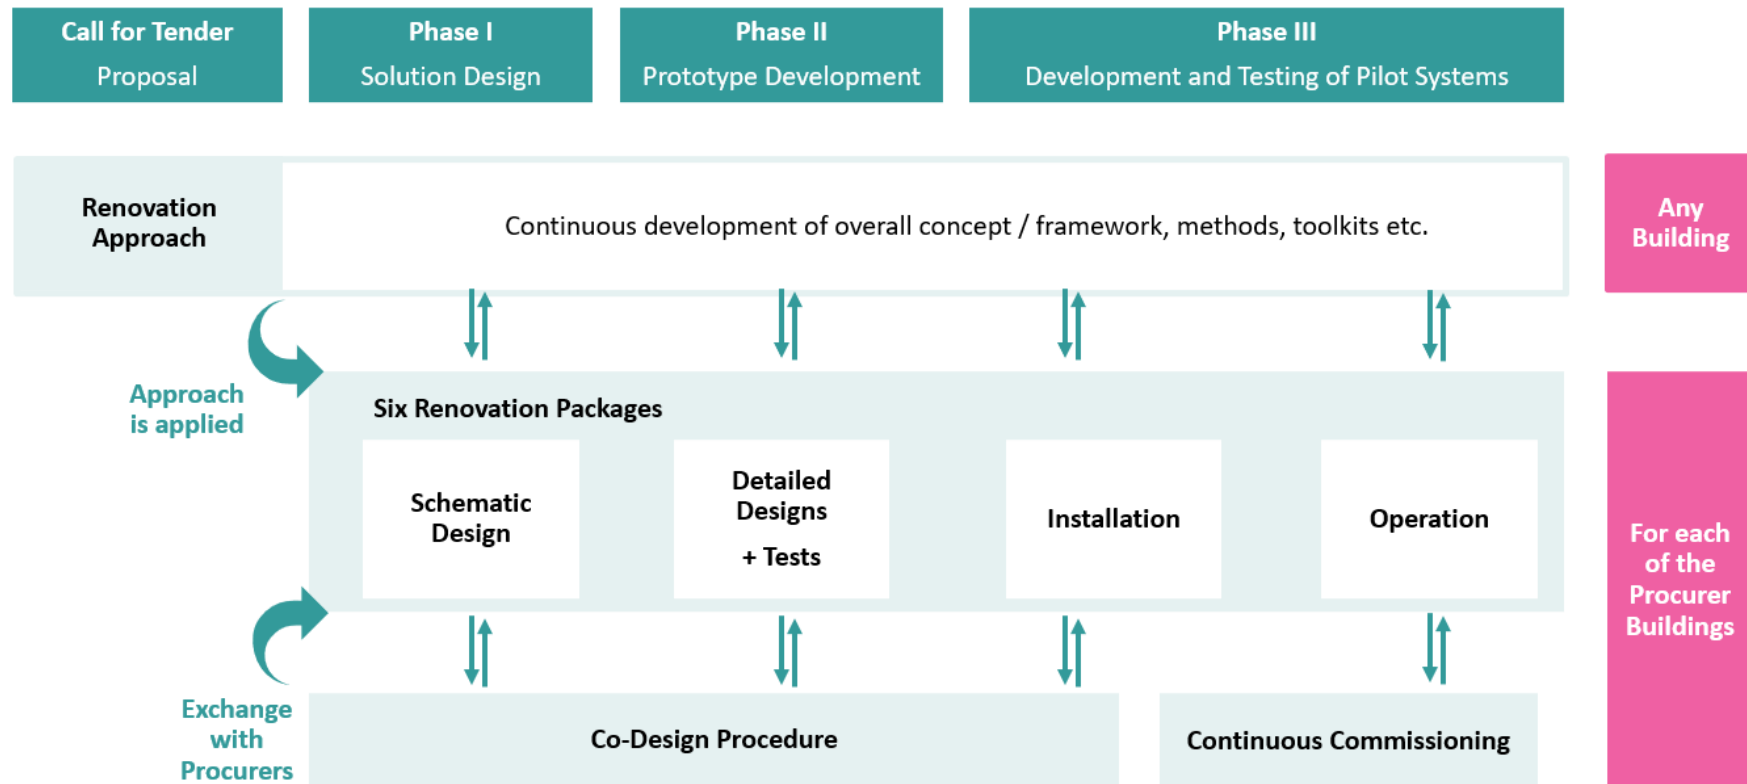 Call for Tender
Proposal
Phase I
Solution Design
Phase II
Prototype Development
Phase III
Development and Testing of Pilot Systems
Renovation
Approach
Continuous development of overall concept / framework, methods, toolkits etc.
Any
Building
Approach
is applied
Six Renovation Packages
Schematic
Design
Detailed
Designs
+ Tests
Installation
Operation
For each
of the
Procurer
Buildings
Exchange
with
Procurers
Co-Design Procedure
Continuous Commissioning